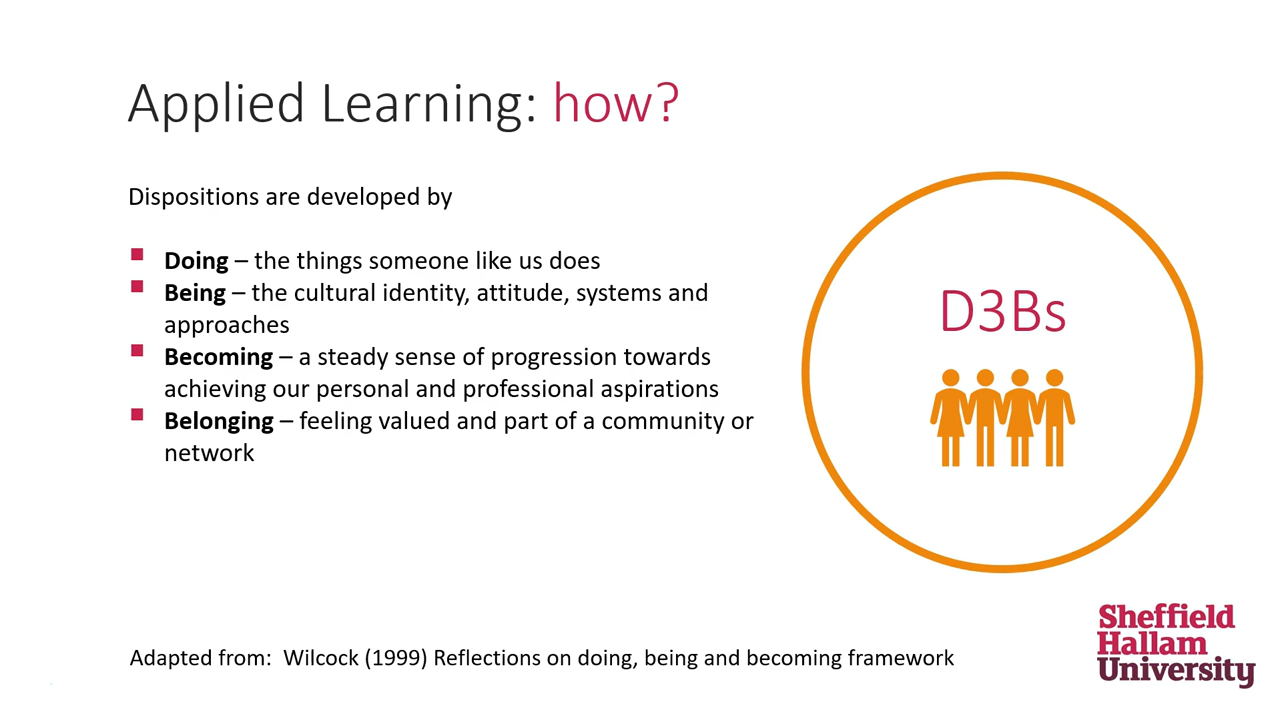 Applied Learning: how?
Dispositions are developed by
Doing – the things someone like us does
Being – the cultural identity, attitude, systems and
approaches
Becoming – a steady sense of progression towards
achieving our personal and professional aspirations
Belonging – feeling valued and part of a community or
network
D3Bs
Adapted from: Wilcock (1999) Reflections on doing, being and becoming framework
Sheffield
Hallam
University